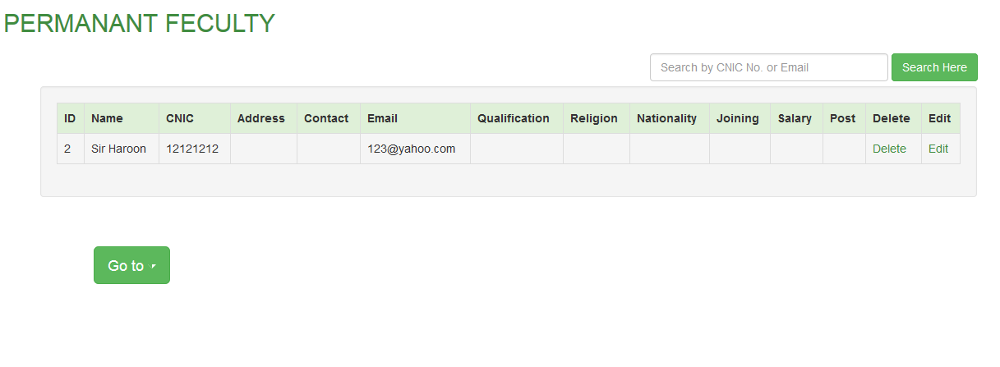 PERMANANT FECULTY
Search by CNIC No. or Email Search Here
ID Name CNIC Address Contact Email Qualification Religion Nationality Joining Salary Post Delete Edit
2 Sir Haroon 12121212 123@yahoo.com Delete Edit
Go to